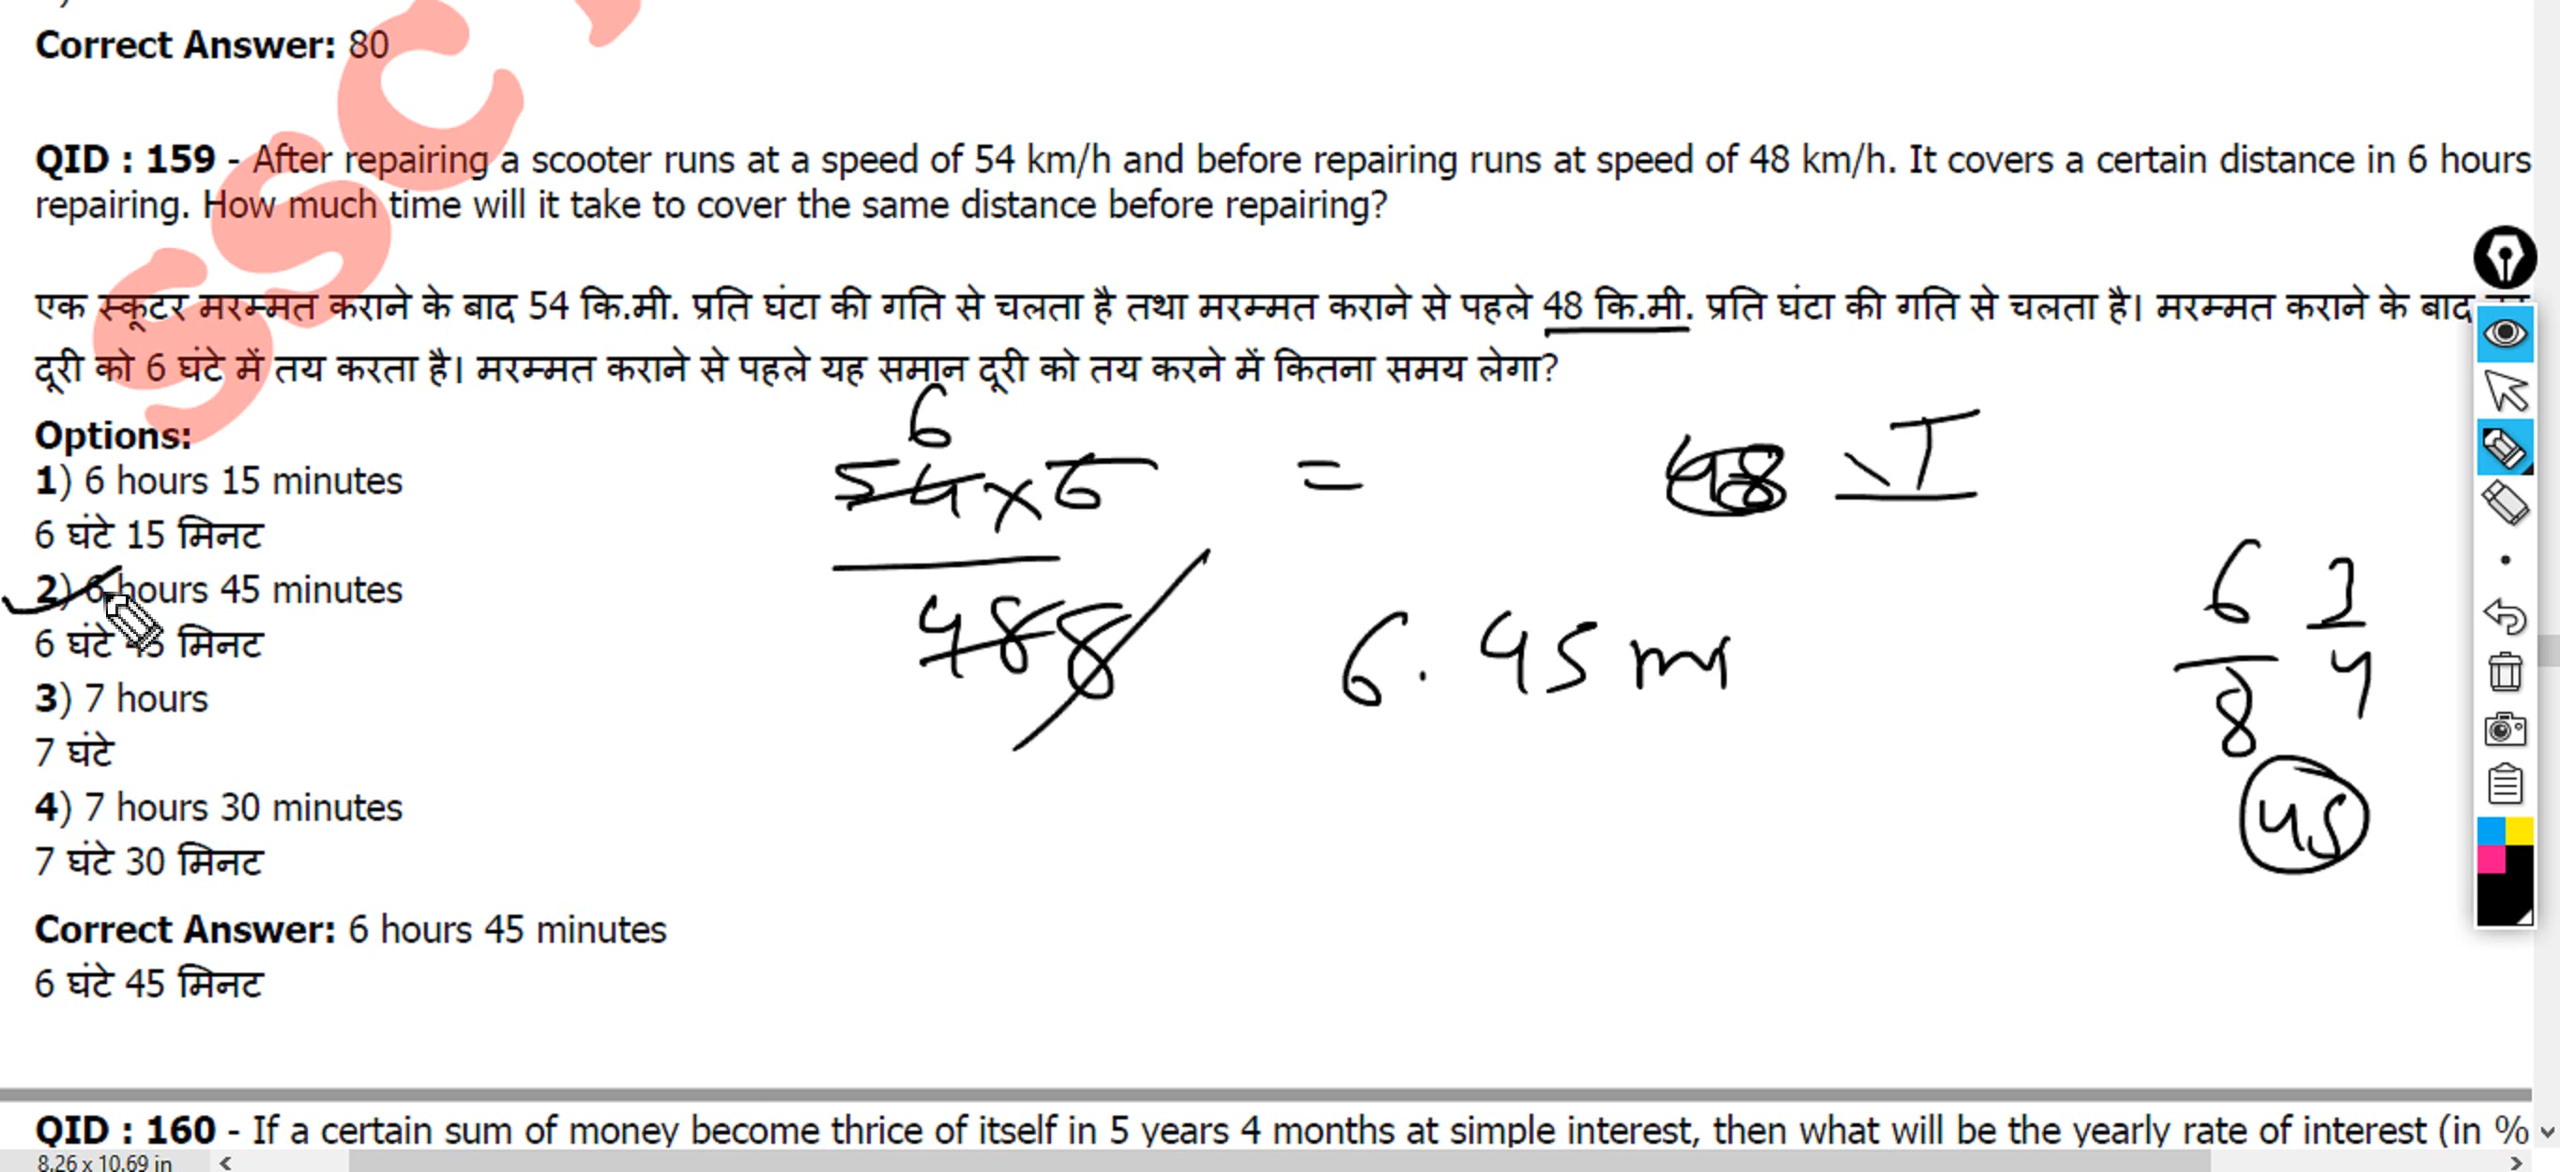 Correct Answer: 80
QID : 159 - After repairing a scooter runs at a speed of 54 km/h and before repairing runs at speed of 48 km/h. It covers a certain distance in 6 hours
repairing. How much time will it take to cover the same distance before repairing?
एक स्कूटर मरम्मत कराने के बाद 54 कि.मी. प्रति घंटा की गति से चलता है तथा मरम्मत कराने से पहले 48 कि.मी. प्रति घंटा की गति से चलता है। मरम्मत कराने के बाद
दूरी को 6 घंटे में तय करता है। मरम्मत कराने से पहले यह समान दूरी को तय करने में कितना समय लेगा?
Options:
1) 6 hours 15 minutes
6 घंटे 15 मिनट
2) 6 hours 45 minutes
6 घंटे 45 मिनट
3) 7 hours
7 घंटे
4) 7 hours 30 minutes
7 घंटे 30 मिनट
6
54 x 6 = 48
48 8
6. 45 m
6 3
8 4
45
Correct Answer: 6 hours 45 minutes
6 घंटे 45 मिनट
QID : 160 - If a certain sum of money become thrice of itself in 5 years 4 months at simple interest, then what will be the yearly rate of interest (in %
8.26 x 10.69 in
SSC